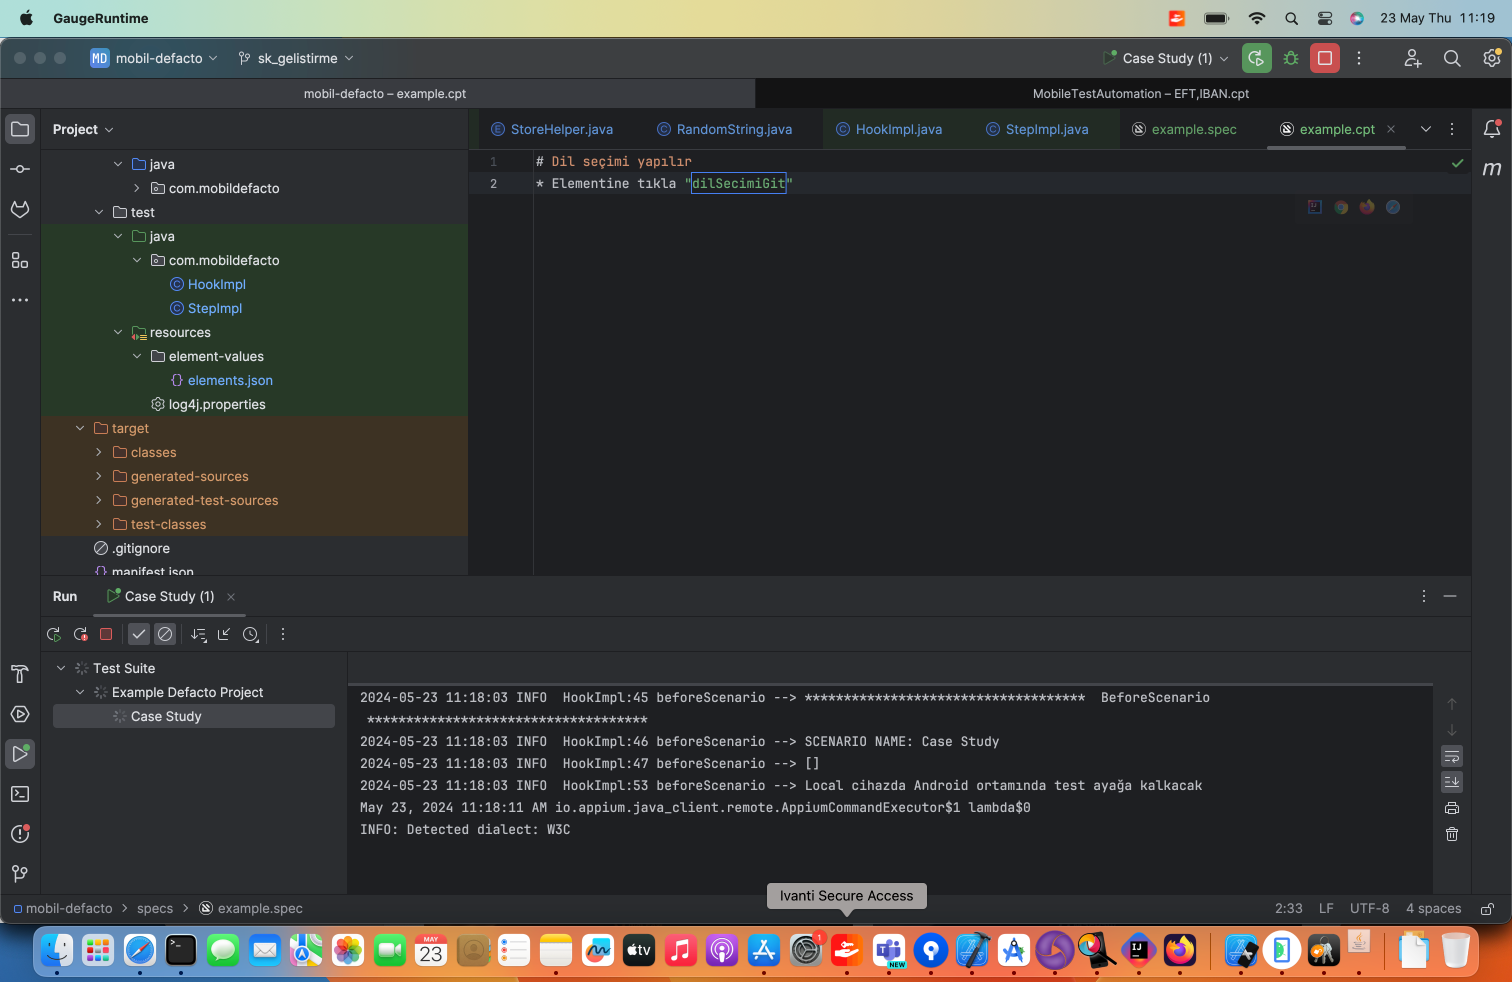 GaugeRuntime
23 May Thu 11:19
MD mobil-defacto
sk_gelistirme
Case Study (1)
mobil-defacto – example.cpt
MobileTestAutomation – EFT,IBAN.cpt
Project
StoreHelper.java
RandomString.java
HookImpl.java
StepImpl.java
example.spec
example.cpt
java
com.mobildefacto
test
java
com.mobildefacto
HookImpl
StepImpl
resources
element-values
elements.json
log4j.properties
target
classes
generated-sources
generated-test-sources
test-classes
.gitignore
manifest.json
1 # Dil seçimi yapılır
2 * Elementine tıkla "dilSecimiGit"
m
Run
Case Study (1)
Test Suite
Example Defacto Project
Case Study
2024-05-23 11:18:03 INFO  HookImpl:45 beforeScenario --> ************************************  BeforeScenario
************************************
2024-05-23 11:18:03 INFO  HookImpl:46 beforeScenario --> SCENARIO NAME: Case Study
2024-05-23 11:18:03 INFO  HookImpl:47 beforeScenario --> []
2024-05-23 11:18:03 INFO  HookImpl:53 beforeScenario --> Local cihazda Android ortamında test ayağa kalkacak
May 23, 2024 11:18:11 AM io.appium.java_client.remote.AppiumCommandExecutor$1 lambda$0
INFO: Detected dialect: W3C
Ivanti Secure Access
mobil-defacto > specs > example.spec
2:33 LF UTF-8 4 spaces
MAY
23
tv
1
NEW
IJ